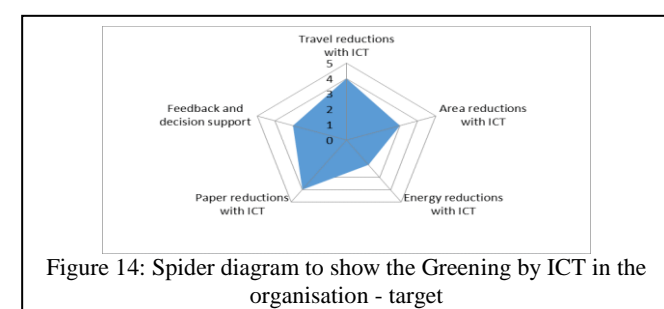 Travel reductions
with ICT
5
4
3
2
1
0
Feedback and
decision support
Area reductions
with ICT
Paper reductions
with ICT
Energy reductions
with ICT
Figure 14: Spider diagram to show the Greening by ICT in the
organisation - target